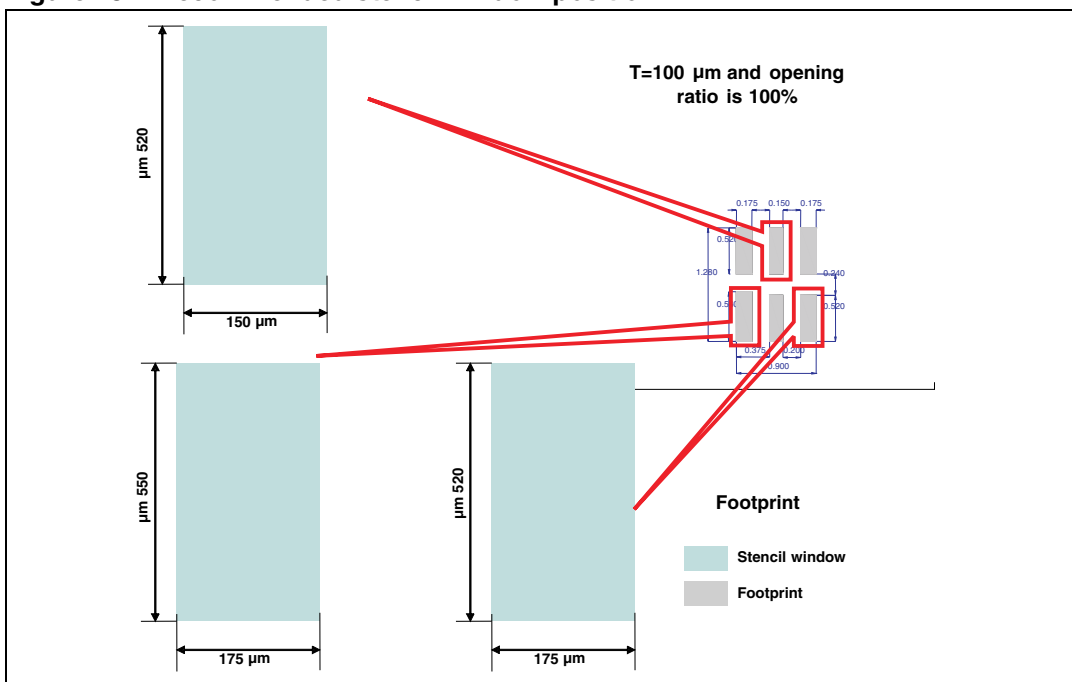 T=100 µm and opening
ratio is 100%
µm 520
150 µm
0.175
0.150
0.175
1.280
0.240
0.520
0.375
0.200
µm 550
175 µm
µm 520
175 µm
Footprint
Stencil window
Footprint